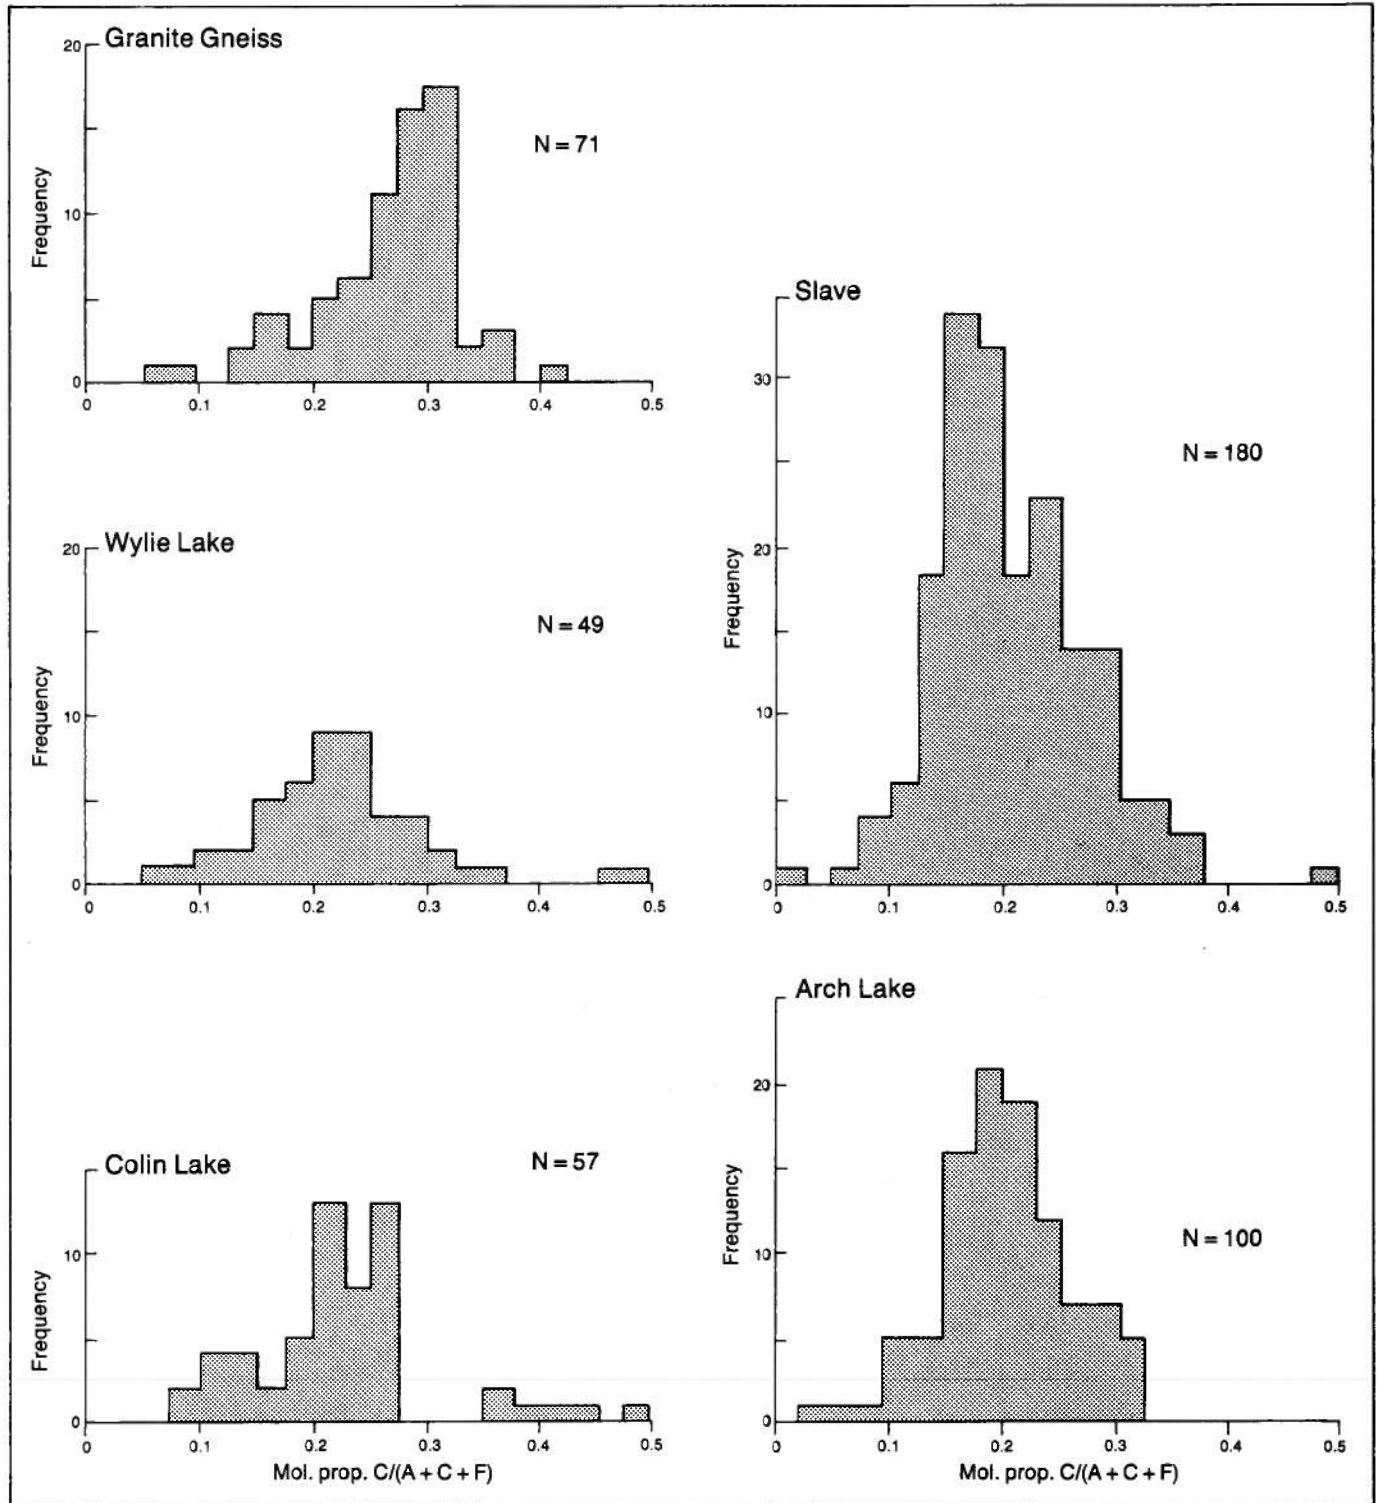 Granite Gneiss
20
10
0
Frequency
N = 71
0 0.1 0.2 0.3 0.4 0.5
Wylie Lake
20
10
0
Frequency
N = 49
0 0.1 0.2 0.3 0.4 0.5
Colin Lake
10
0
Frequency
N = 57
0 0.1 0.2 0.3 0.4 0.5
Mol. prop. C/(A + C + F)
Slave
30
20
10
0
Frequency
N = 180
0 0.1 0.2 0.3 0.4 0.5
Arch Lake
20
10
0
Frequency
N = 100
0 0.1 0.2 0.3 0.4 0.5
Mol. prop. C/(A + C + F)